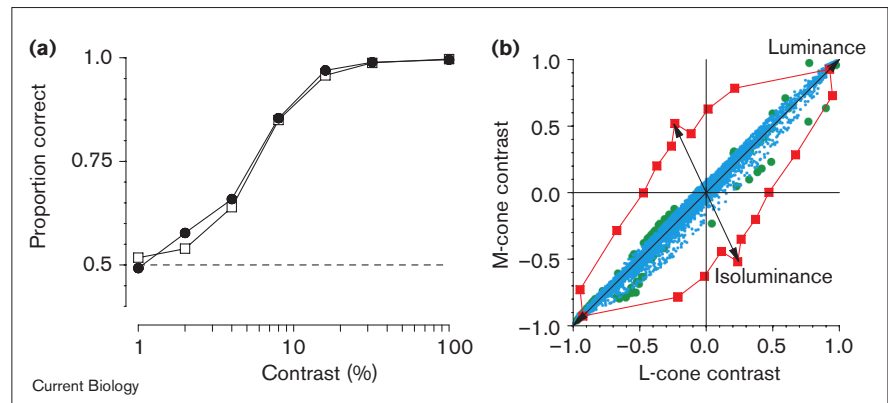 (a)
1.0
0.75
0.5
Proportion correct
1 10 100
Contrast (%)
Current Biology
(b)
Luminance
1.0
0.5
0.0
−0.5
−1.0
M-cone contrast
Isoluminance
−1.0 −0.5 0.0 0.5 1.0
L-cone contrast